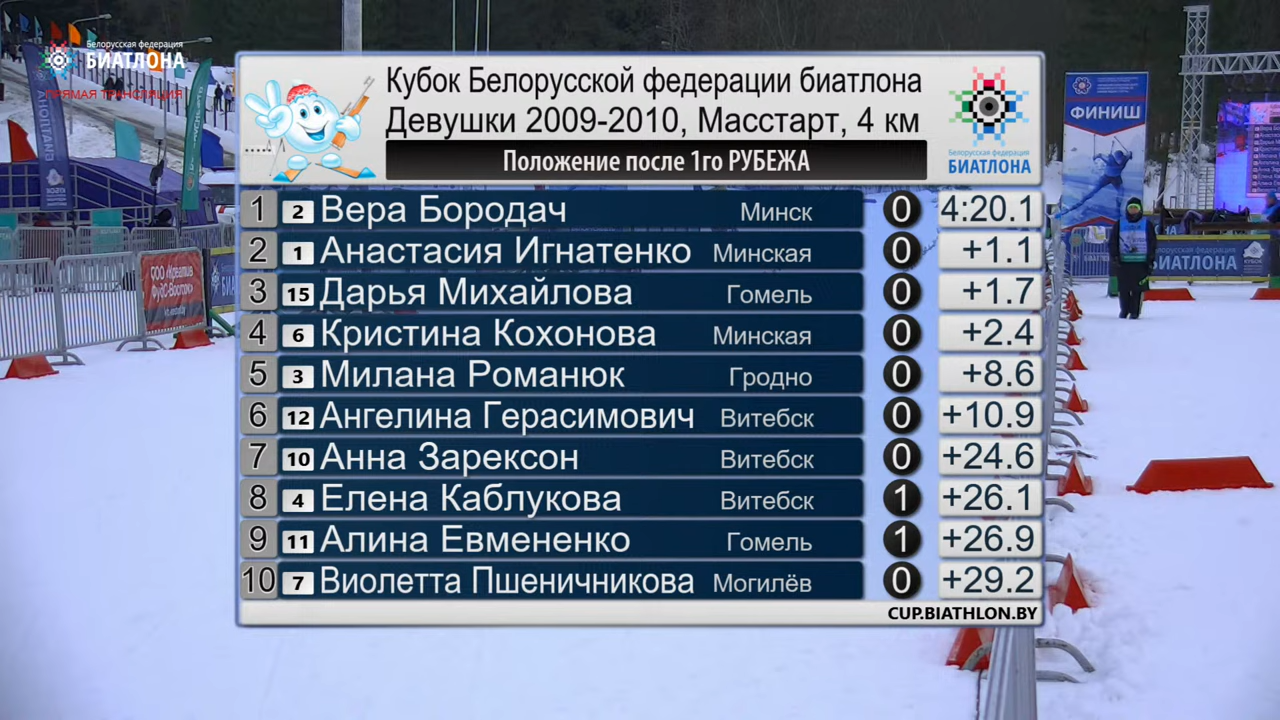 Белорусская федерация
БИАТЛОНА
ПРЯМАЯ ТРАНСЛЯЦИЯ
Кубок Белорусской федерации биатлона
Девушки 2009-2010, Масстарт, 4 км
Положение после 1го РУБЕЖА
Белорусская федерация
БИАТЛОНА
1 2 Вера Бородач Минск 0 4:20.1
2 1 Анастасия Игнатенко Минская 0 +1.1
3 15 Дарья Михайлова Гомель 0 +1.7
4 6 Кристина Кохонова Минская 0 +2.4
5 3 Милана Романюк Гродно 0 +8.6
6 12 Ангелина Герасимович Витебск 0 +10.9
7 10 Анна Зарексон Витебск 0 +24.6
8 4 Елена Каблукова Витебск 1 +26.1
9 11 Алина Евмененко Гомель 1 +26.9
10 7 Виолетта Пшеничникова Могилёв 0 +29.2
CUP.BIATHLON.BY
ФИНИШ
БИАТЛОНА